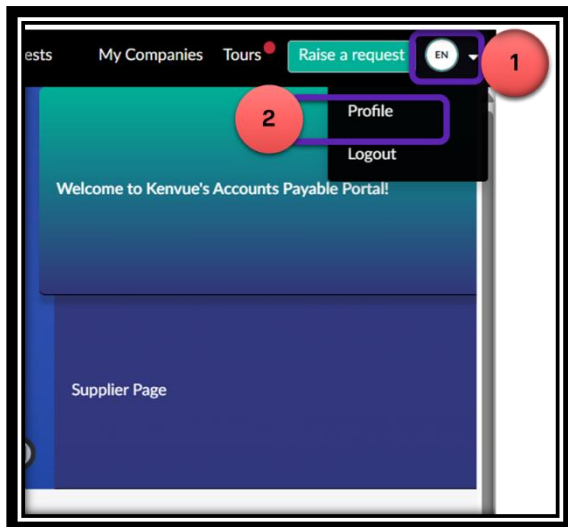 ests My Companies Tours Raise a request EN 1
2 Profile
Logout
Welcome to Kenvue's Accounts Payable Portal!
Supplier Page